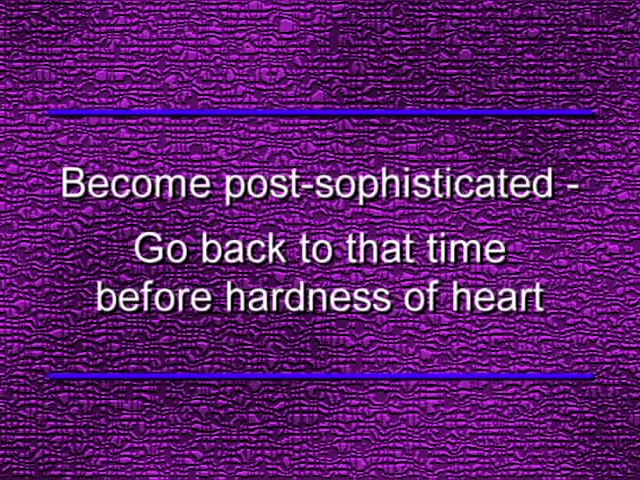 Become post-sophisticated -
Go back to that time
before hardness of heart